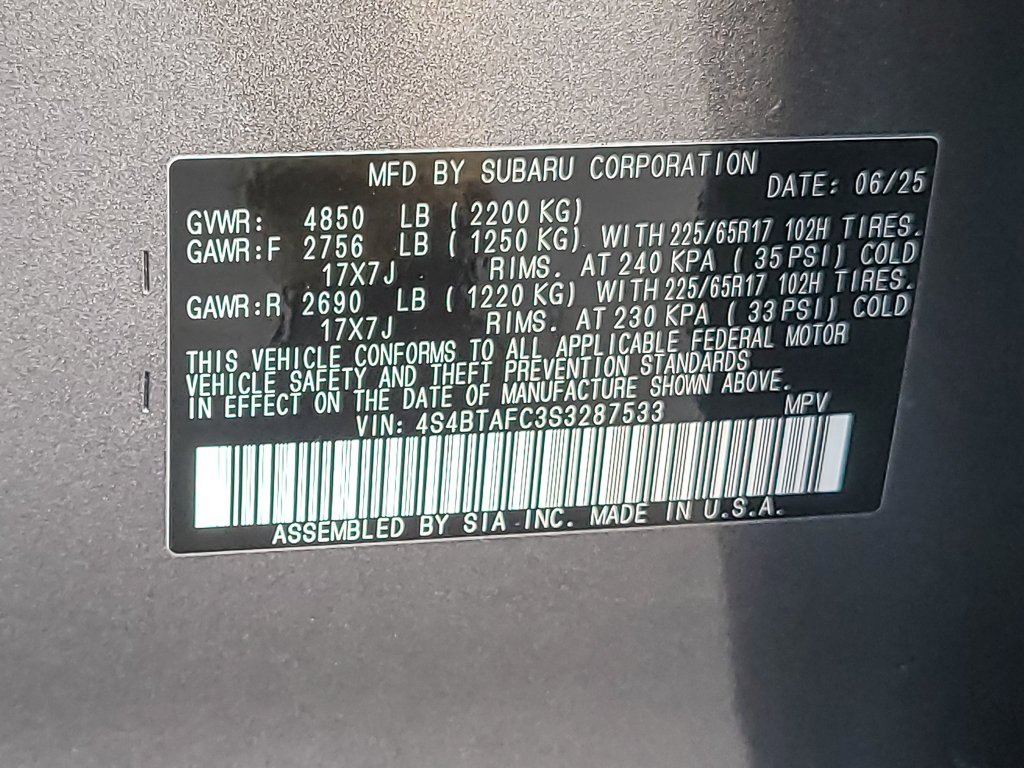 MFD BY SUBARU CORPORATION DATE: 06/25
GVWR: 4850 LB ( 2200 KG)
GAWR:F 2756 LB ( 1250 KG) WITH 225/65R17 102H TIRES.
17X7J RIMS. AT 240 KPA ( 35 PSI) COLD
GAWR:R 2690 LB ( 1220 KG) WITH 225/65R17 102H TIRES.
17X7J RIMS. AT 230 KPA ( 33 PSI) COLD
THIS VEHICLE CONFORMS TO ALL APPLICABLE FEDERAL MOTOR
VEHICLE SAFETY AND THEFT PREVENTION STANDARDS
IN EFFECT ON THE DATE OF MANUFACTURE SHOWN ABOVE.
VIN: 4S4BTAFC3S3287533 MPV
ASSEMBLED BY SIA INC. MADE IN U.S.A.